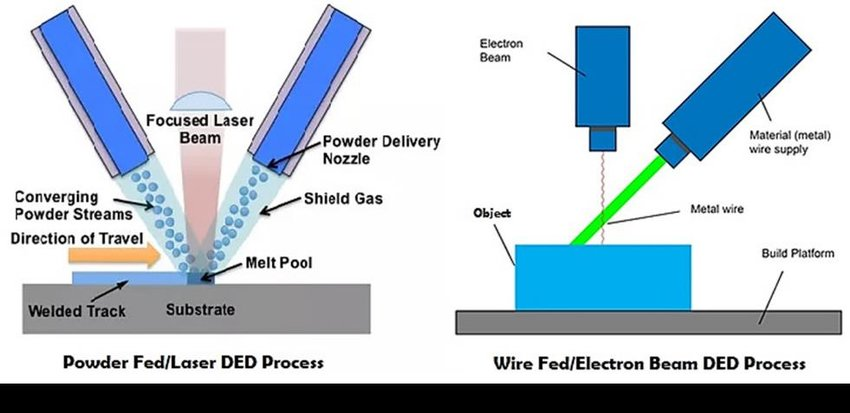 Focused Laser
Beam
Powder Delivery
Nozzle
Converging
Powder Streams
Shield Gas
Direction of Travel
Melt Pool
Welded Track
Substrate
Powder Fed/Laser DED Process
Electron
Beam
Material (metal)
wire supply
Metal wire
Object
Build Platform
Wire Fed/Electron Beam DED Process